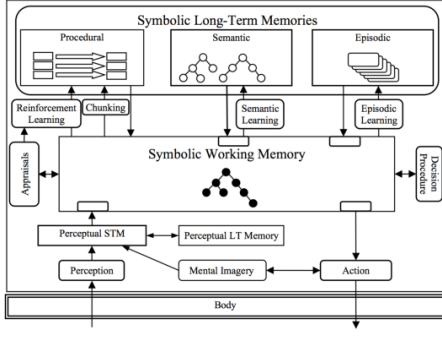 Symbolic Long-Term Memories
Procedural
Semantic
Episodic
Reinforcement
Learning
Chunking
Semantic
Learning
Episodic
Learning
Symbolic Working Memory
Appraisals
Decision
Procedure
Perceptual STM
Perceptual LT Memory
Perception
Mental Imagery
Action
Body